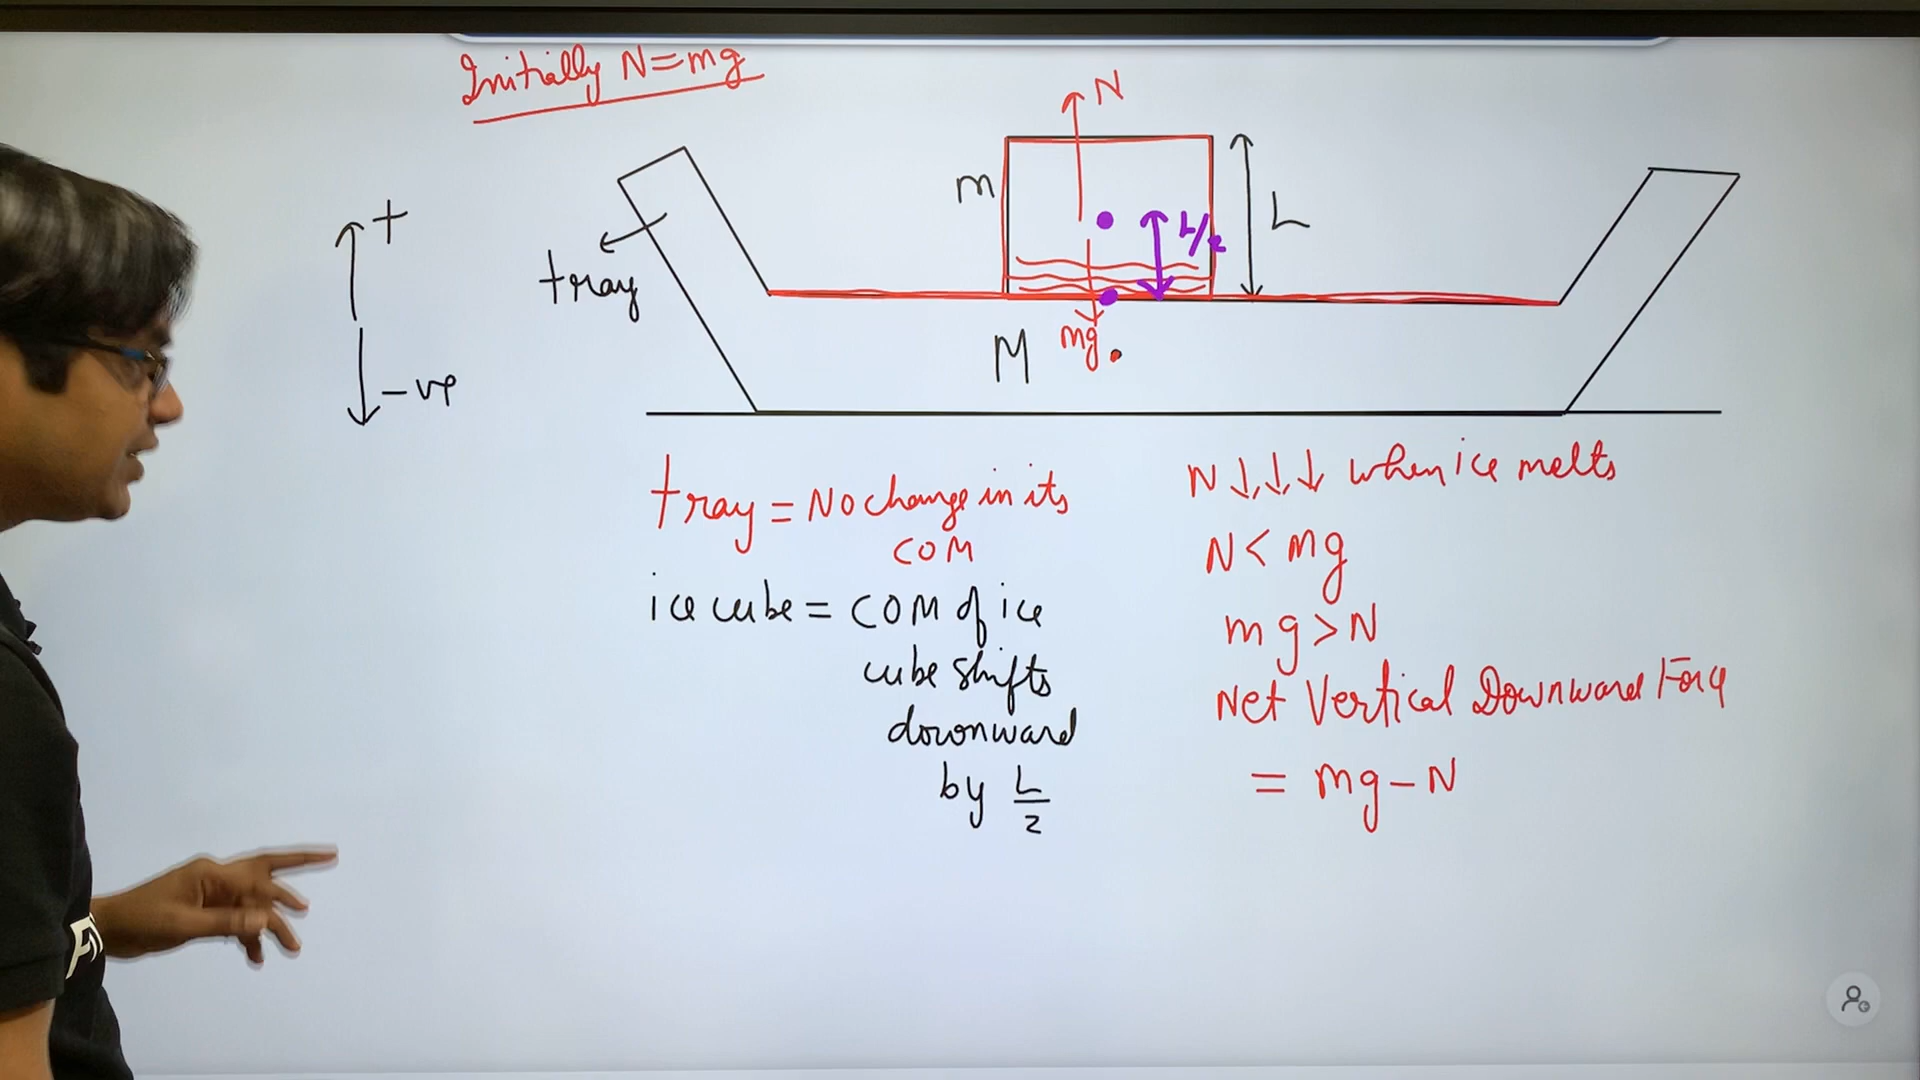 Initially N=mg
N
+
m
L/2
L
tray
M
mg
-ve
tray = No change in its
COM
ice cube = COM of ice
cube shifts
downward
by L/2
N ↓↓↓ when ice melts
N < mg
mg > N
Net Vertical Downward Force
= mg - N